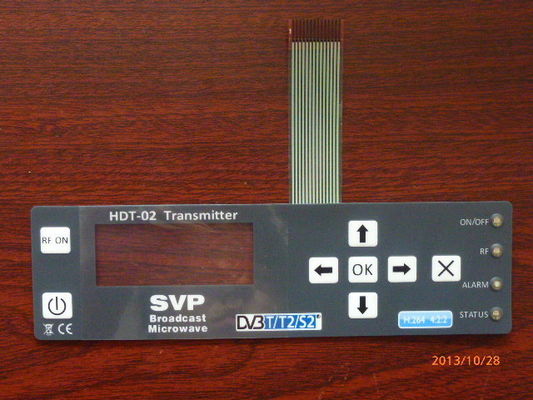 HDT-02 Transmitter
RF ON
ON/OFF
RF
OK
ALARM
STATUS
SVP
Broadcast
Microwave
CE
DVB T/T2/S2+
H.264 4:2:2
2013/10/28